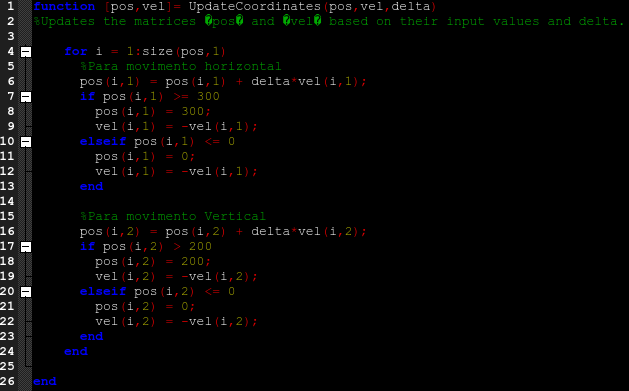 1 function [pos,vel]= UpdateCoordinates(pos,vel,delta)
2 %Updates the matrices �pos� and �vel� based on their input values and delta.
3
4 for i = 1:size(pos,1)
5 %Para movimento horizontal
6 pos(i,1) = pos(i,1) + delta*vel(i,1);
7 if pos(i,1) >= 300
8 pos(i,1) = 300;
9 vel(i,1) = -vel(i,1);
10 elseif pos(i,1) <= 0
11 pos(i,1) = 0;
12 vel(i,1) = -vel(i,1);
13 end
14
15 %Para movimento Vertical
16 pos(i,2) = pos(i,2) + delta*vel(i,2);
17 if pos(i,2) > 200
18 pos(i,2) = 200;
19 vel(i,2) = -vel(i,2);
20 elseif pos(i,2) <= 0
21 pos(i,2) = 0;
22 vel(i,2) = -vel(i,2);
23 end
24 end
25
26 end